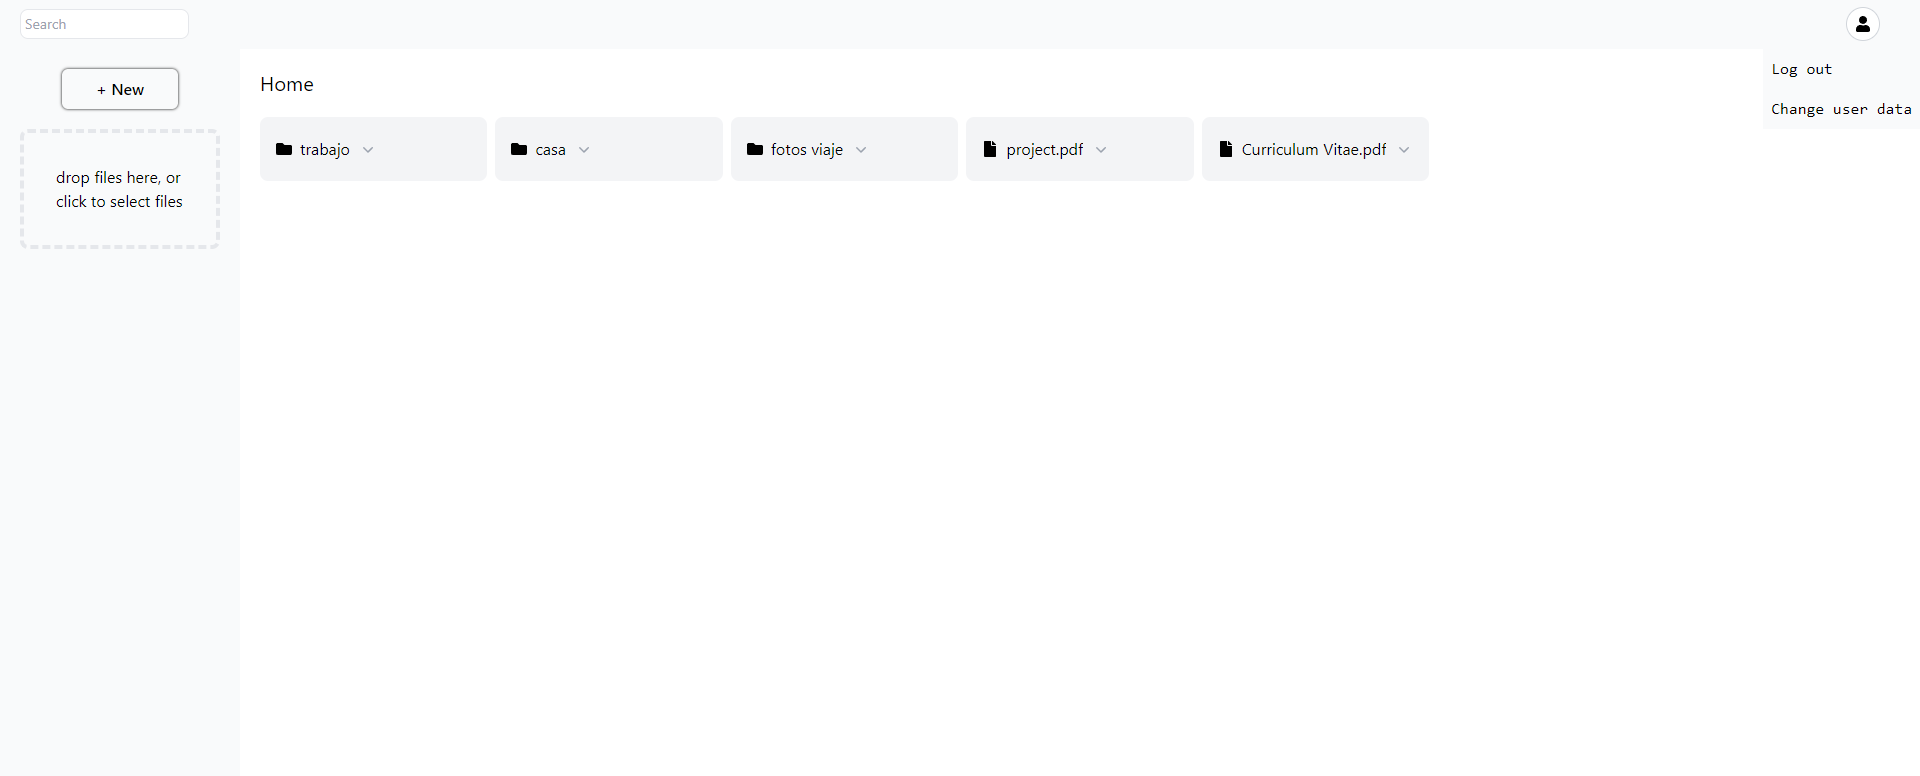 Search
+ New
drop files here, or
click to select files
Home
trabajo
casa
fotos viaje
project.pdf
Curriculum Vitae.pdf
Log out
Change user data